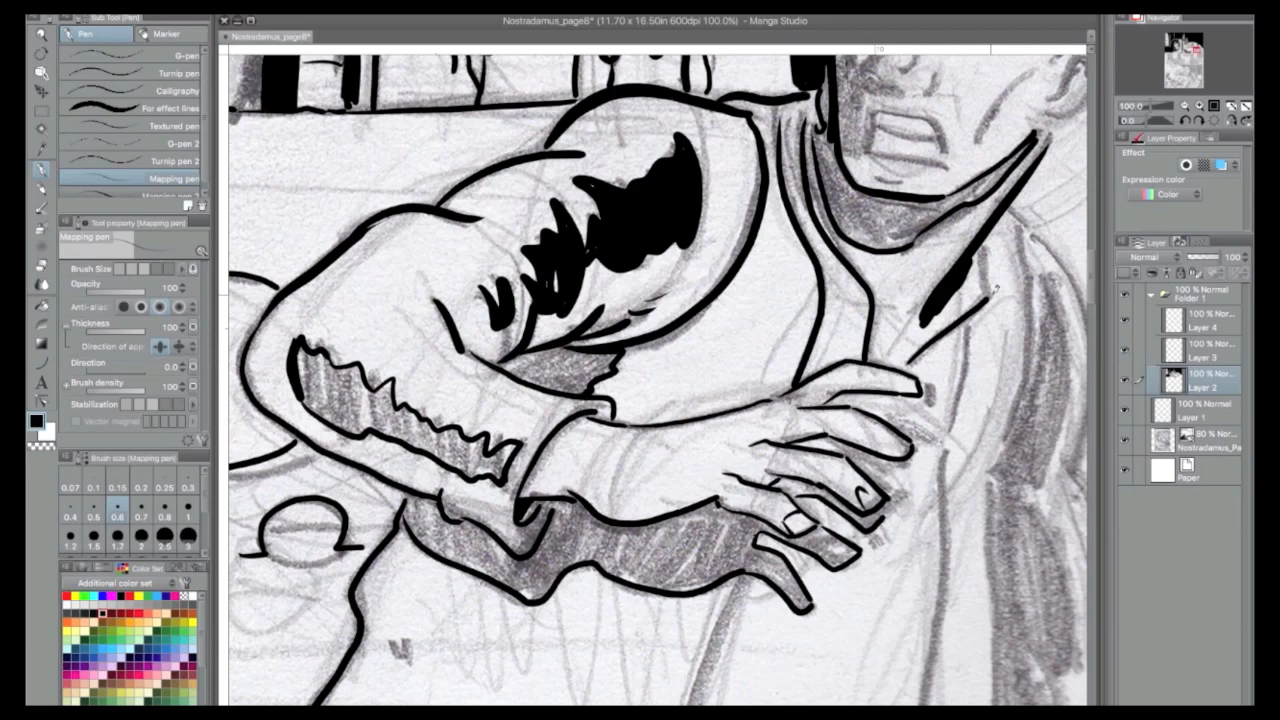 Sub Tool [Pen]
Nostradamus_page8* (11.70 x 16.50in 600dpi 100.0%) - Manga Studio
Navigator
Pen
Marker
Nostradamus_page8*
10
G-pen
Turnip pen
Calligraphy
For effect lines
Textured pen
G-pen 2
Turnip pen 2
Mapping pen
100.0
0.0
Layer Property
Effect
Expression color
Color
Tool property [Mapping pen]
Mapping pen
Brush Size
Opacity
100
Anti-alias
Thickness
100
Direction of app
Direction
0.0
Brush density
100
Stabilization
Vector magnet
Layer
Normal
100
100 % Normal
Folder 1
100 % Nor...
Layer 4
100 % Nor...
Layer 3
100 % Nor...
Layer 2
100 % Norm
Layer 1
80 % Nor...
Nostradamus_Pa
Paper
Brush size [Mapping pen]
0.07 0.1 0.15 0.2 0.25 0.3
0.4 0.5 0.6 0.7 0.8 1
1.2 1.5 1.7 2 2.5 3
Color Set
Additional color set